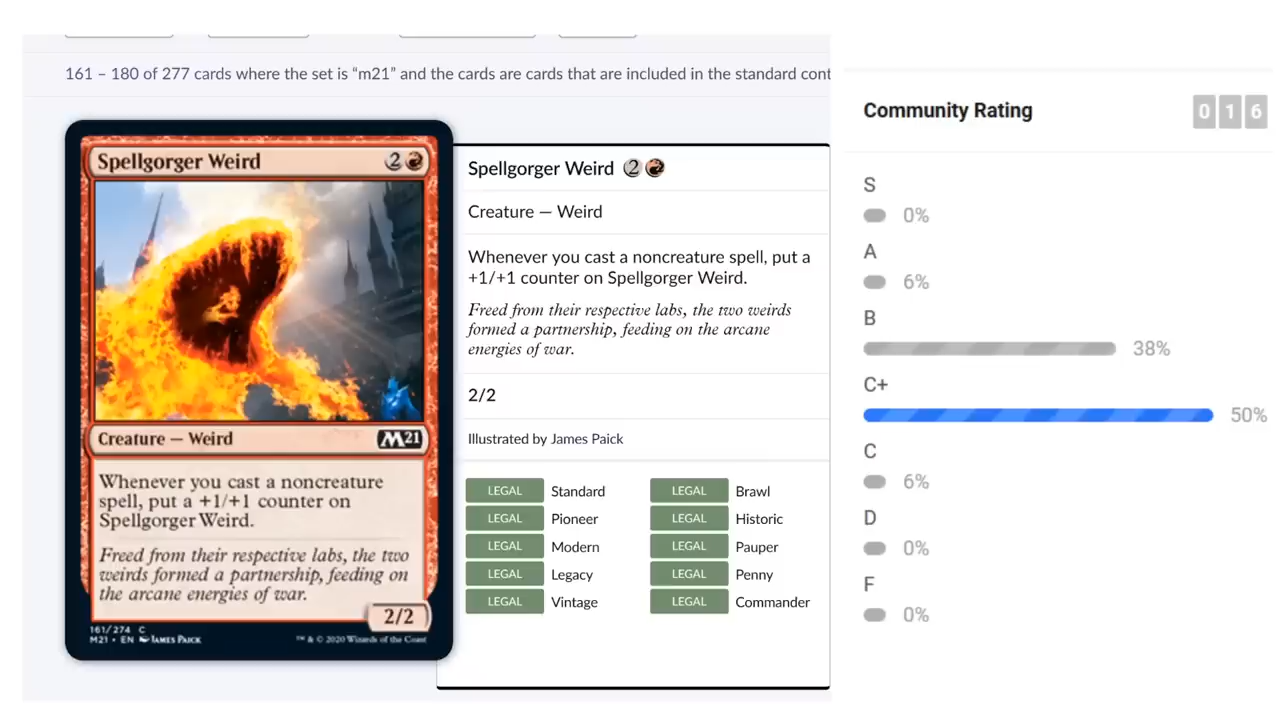 161 – 180 of 277 cards where the set is “m21” and the cards are cards that are included in the standard cont
Spellgorger Weird 2
Creature — Weird
M21
Whenever you cast a noncreature
spell, put a +1/+1 counter on
Spellgorger Weird.
Freed from their respective labs, the two
weirds formed a partnership, feeding on
the arcane energies of war.
2/2
161/274 C
M21 • EN JAMES PAICK
™ & © 2020 Wizards of the Coast
Spellgorger Weird 2
Creature — Weird
Whenever you cast a noncreature spell, put a
+1/+1 counter on Spellgorger Weird.
Freed from their respective labs, the two weirds
formed a partnership, feeding on the arcane
energies of war.
2/2
Illustrated by James Paick
LEGAL Standard LEGAL Brawl
LEGAL Pioneer LEGAL Historic
LEGAL Modern LEGAL Pauper
LEGAL Legacy LEGAL Penny
LEGAL Vintage LEGAL Commander
Community Rating 0 1 6
S
0%
A
6%
B
38%
C+
50%
C
6%
D
0%
F
0%